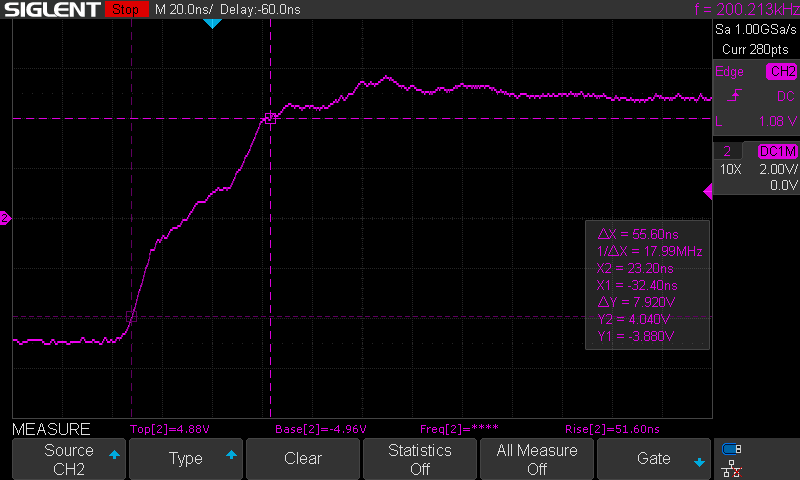 SIGLENT Stop M 20.0ns/ Delay:-60.0ns f = 200.213kHz
Sa 1.00GSa/s
Curr 280pts
Edge CH2
DC
L 1.08 V
2 DC1M
10X 2.00V/
0.0V
2
ΔX = 55.60ns
1/ΔX = 17.99MHz
X2 = 23.20ns
X1 = -32.40ns
ΔY = 7.920V
Y2 = 4.040V
Y1 = -3.880V
MEASURE Top[2]=4.88V Base[2]=-4.96V Freq[2]=**** Rise[2]=51.60ns
Source CH2
Type
Clear
Statistics Off
All Measure Off
Gate